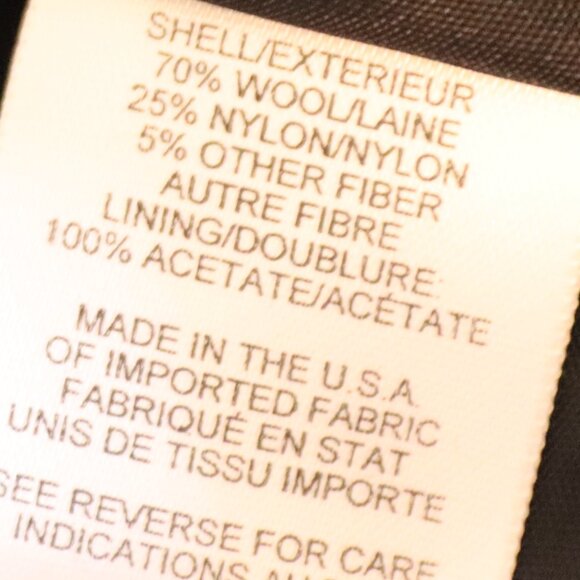 SHELL/EXTERIEUR
70% WOOL/LAINE
25% NYLON/NYLON
5% OTHER FIBER
AUTRE FIBRE
LINING/DOUBLURE:
100% ACETATE/ACÉTATE
MADE IN THE U.S.A.
OF IMPORTED FABRIC
FABRIQUÉ EN STAT
UNIS DE TISSU IMPORTE
SEE REVERSE FOR CARE
INDICATIONS